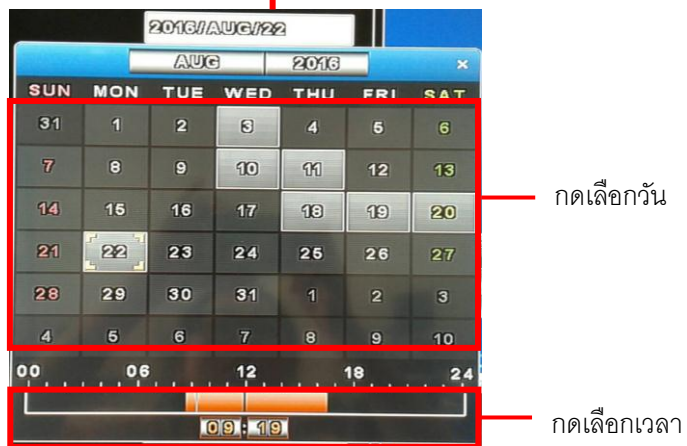 2016/AUG/22
AUG 2016 ×
SUN MON TUE WED THU FRI SAT
31 1 2 3 4 5 6
7 8 9 10 11 12 13
14 15 16 17 18 19 20
กดเลือกวัน
21 22 23 24 25 26 27
28 29 30 31 1 2 3
4 5 6 7 8 9 10
00 06 12 18 24
09:19
กดเลือกเวลา